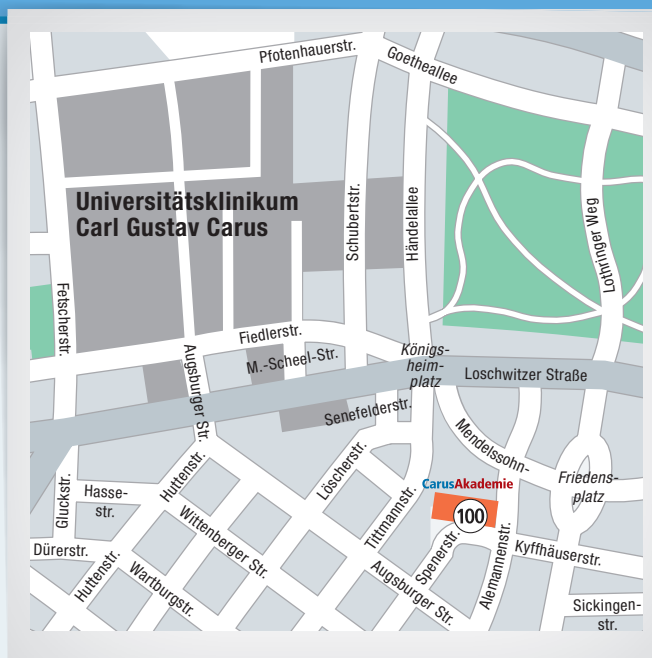 Pfotenhauerstr.
Goetheallee
Universitätsklinikum
Carl Gustav Carus
Schubertstr.
Händelallee
Lothringer Weg
Fetscherstr.
Fiedlerstr.
M.-Scheel-Str.
Augsburger Str.
Königs-
heim-
platz
Loschwitzer Straße
Senefelderstr.
Mendelssohn-
Löscherstr.
Huttenstr.
Gluckstr.
Hasse-
str.
CarusAkademie
100
Friedens-
platz
Tittmannstr.
Wittenberger Str.
Dürerstr.
Huttenstr.
Wartburgstr.
Augsburger Str.
Spenerstr.
Alemannenstr.
Kyffhäuserstr.
Sickingen-
str.